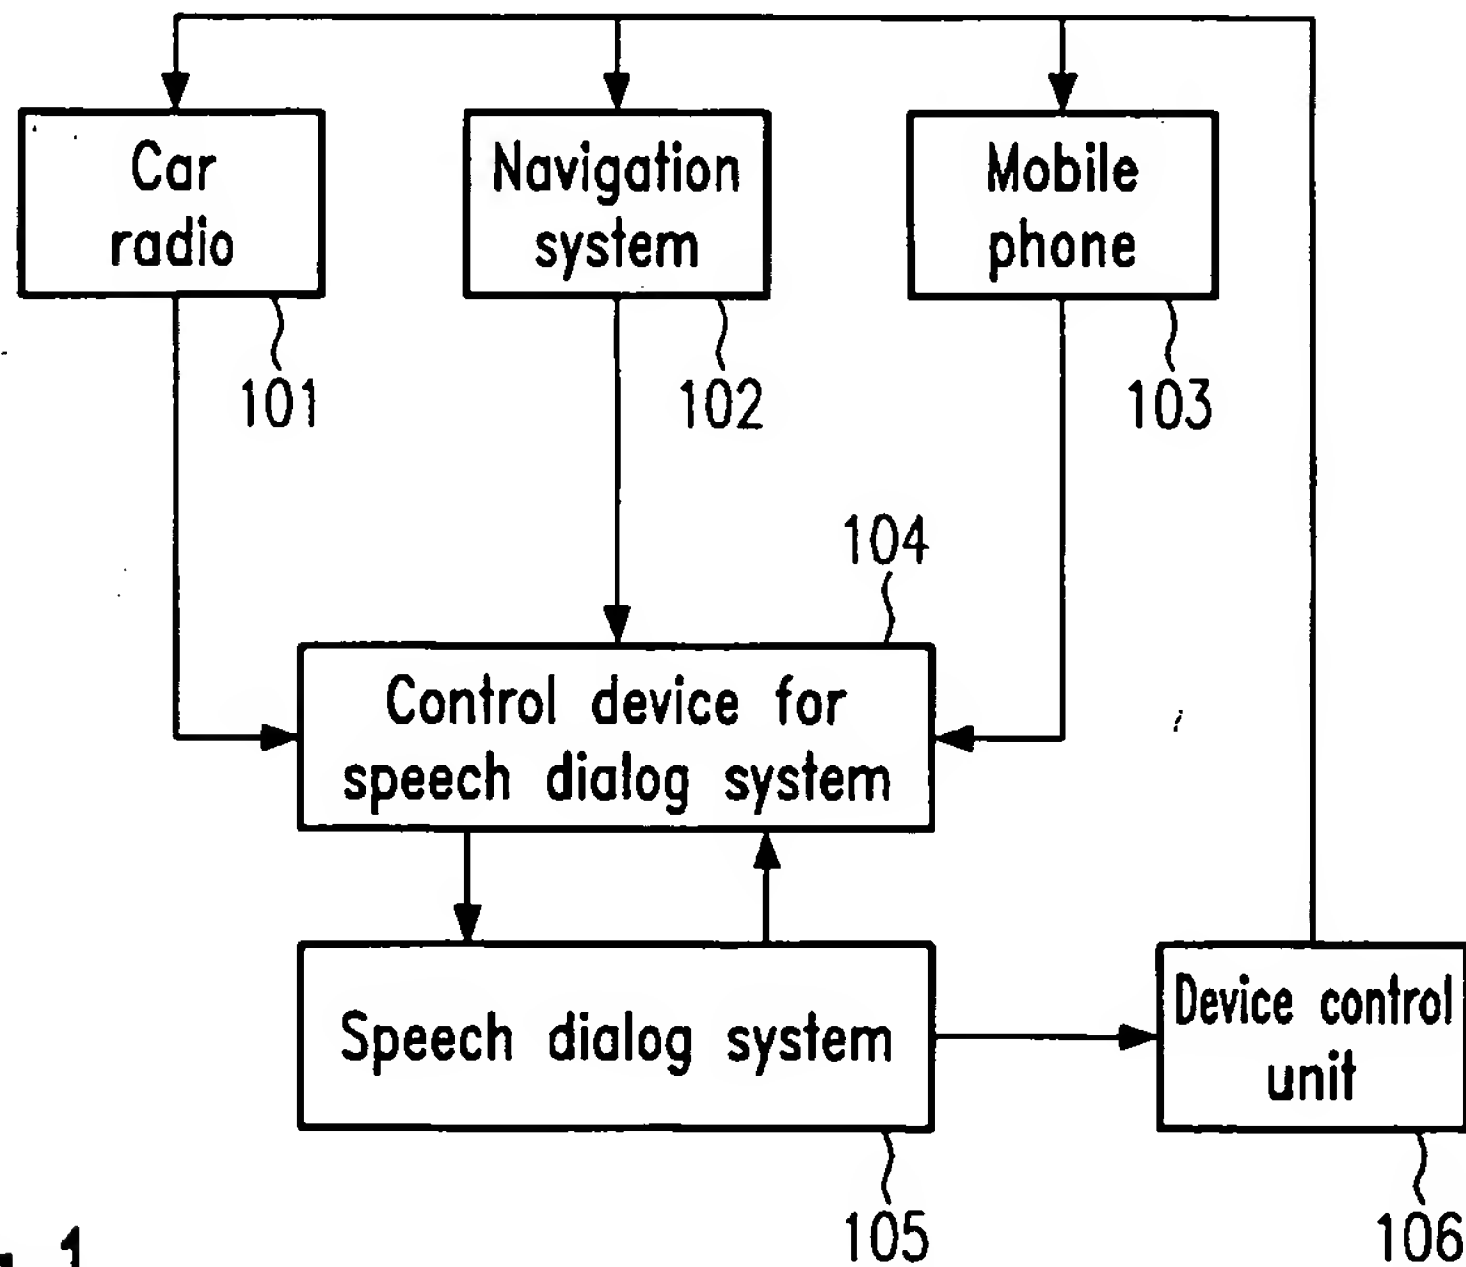 Car
radio
Navigation
system
Mobile
phone
101
102
103
104
Control device for
speech dialog system
Speech dialog system
Device control
unit
105
106
1